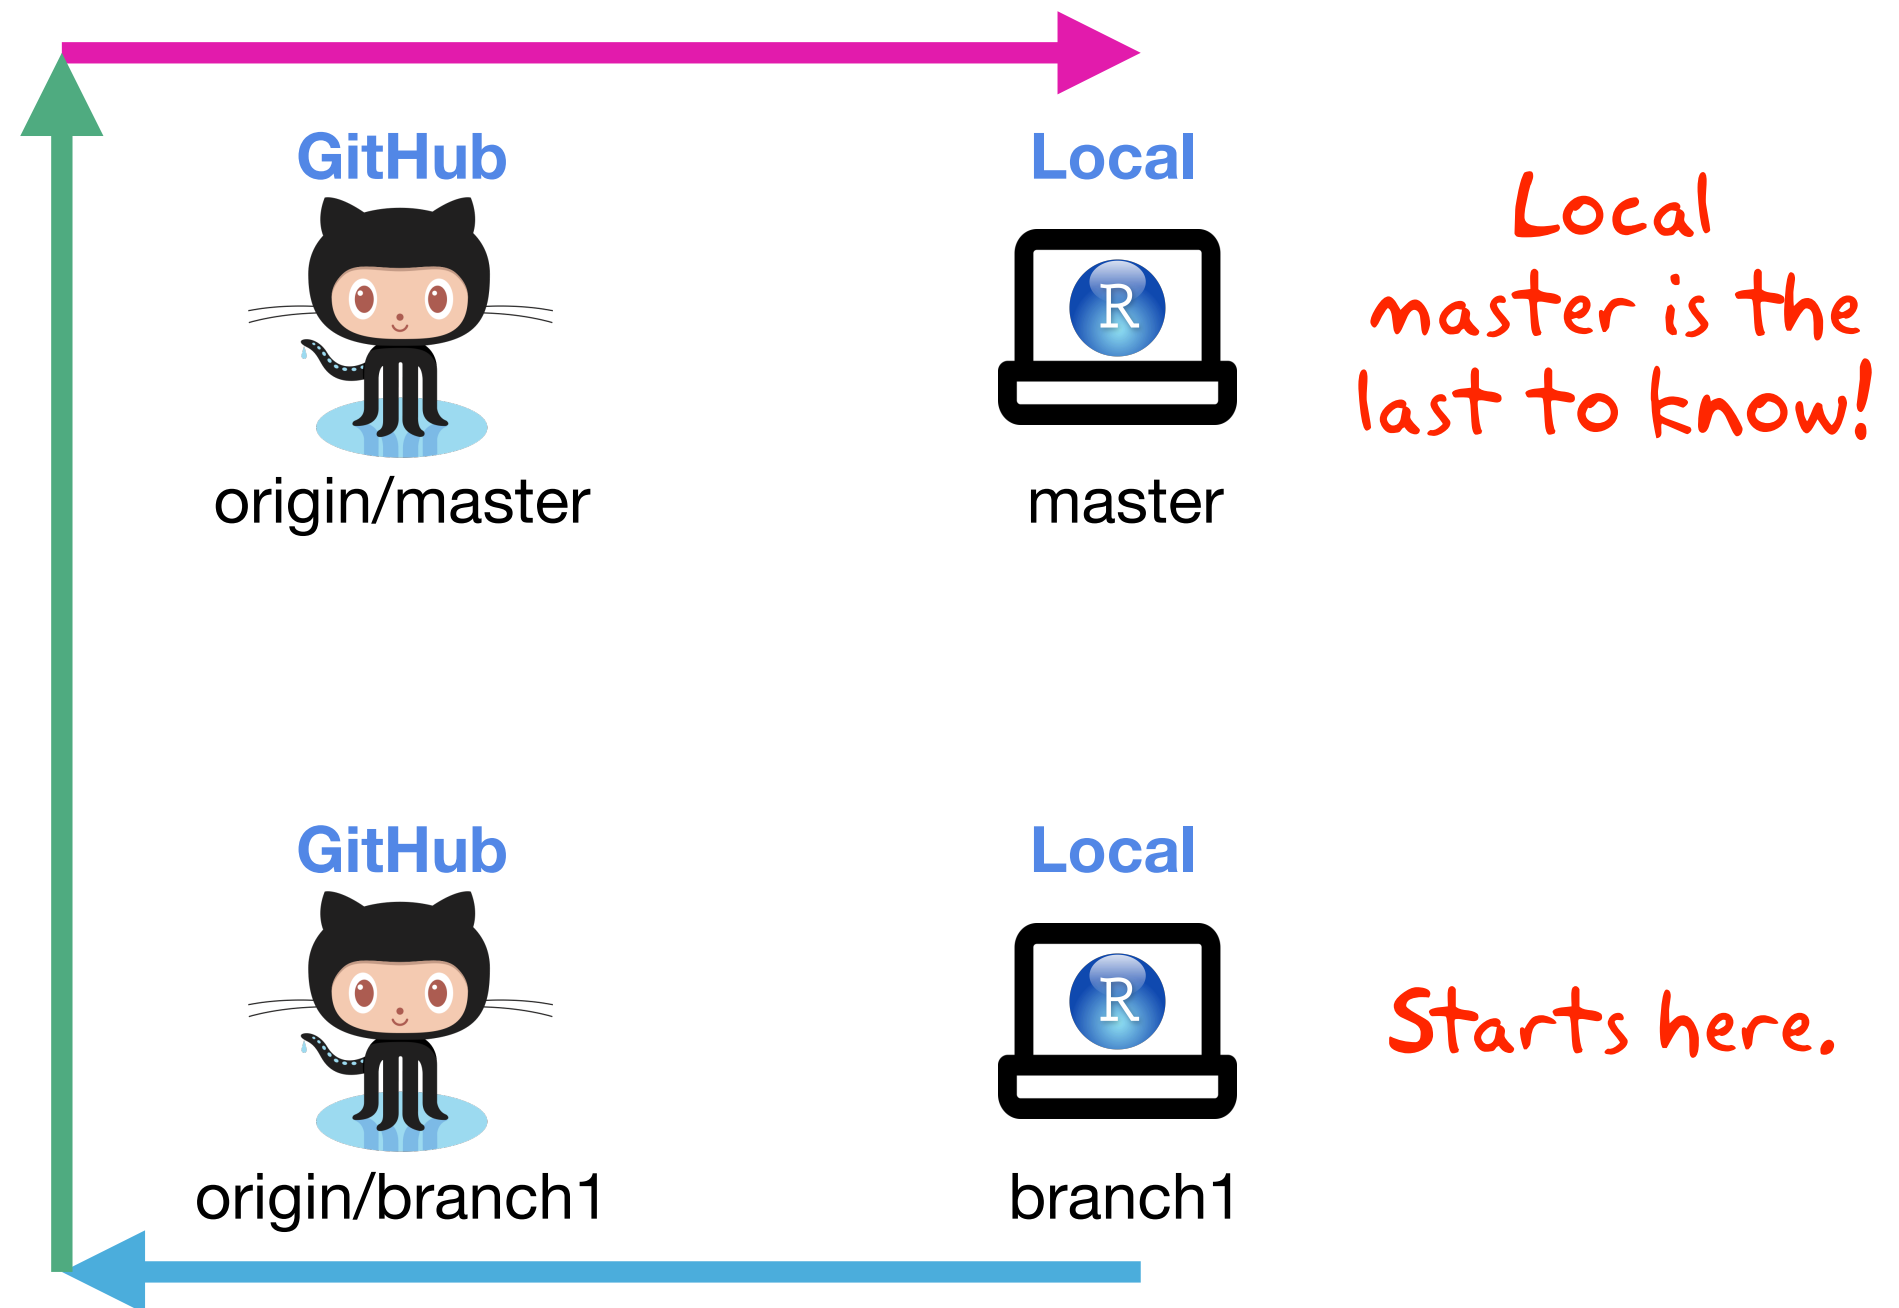 GitHub
Local
R
Local
master is the
last to know!
origin/master
master
GitHub
Local
R
Starts here.
origin/branch1
branch1